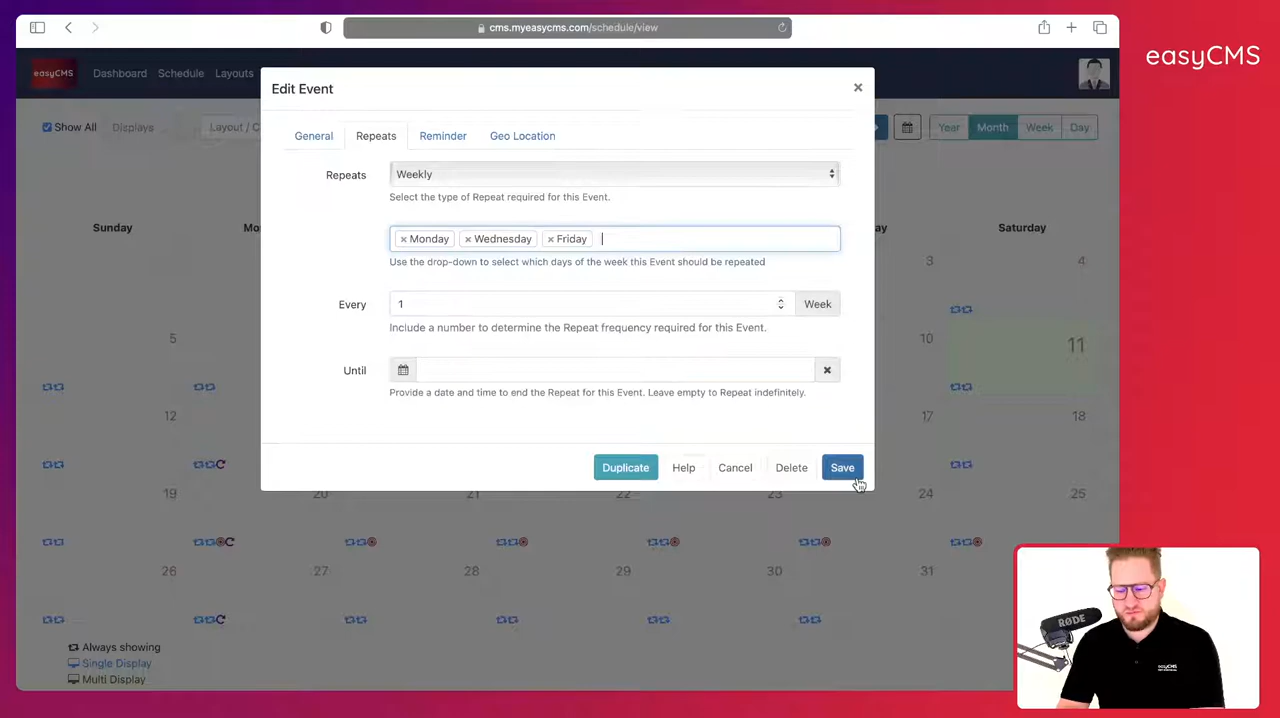 cms.myeasycms.com/schedule/view
easyCMS
easyCMS Dashboard Schedule Layouts
Edit Event ×
Show All Displays Layout / C Year Month Week Day
General Repeats Reminder Geo Location
Repeats Weekly
Select the type of Repeat required for this Event.
Sunday Mo ay Saturday
× Monday × Wednesday × Friday
Use the drop-down to select which days of the week this Event should be repeated
3 4
Every 1 Week
Include a number to determine the Repeat frequency required for this Event.
5 10 11
Until
Provide a date and time to end the Repeat for this Event. Leave empty to Repeat indefinitely.
12 17 18
Duplicate Help Cancel Delete Save
19 20 21 22 23 24 25
26 27 28 29 30 31
Always showing
Single Display
Multi Display
RØDE
easyCMS